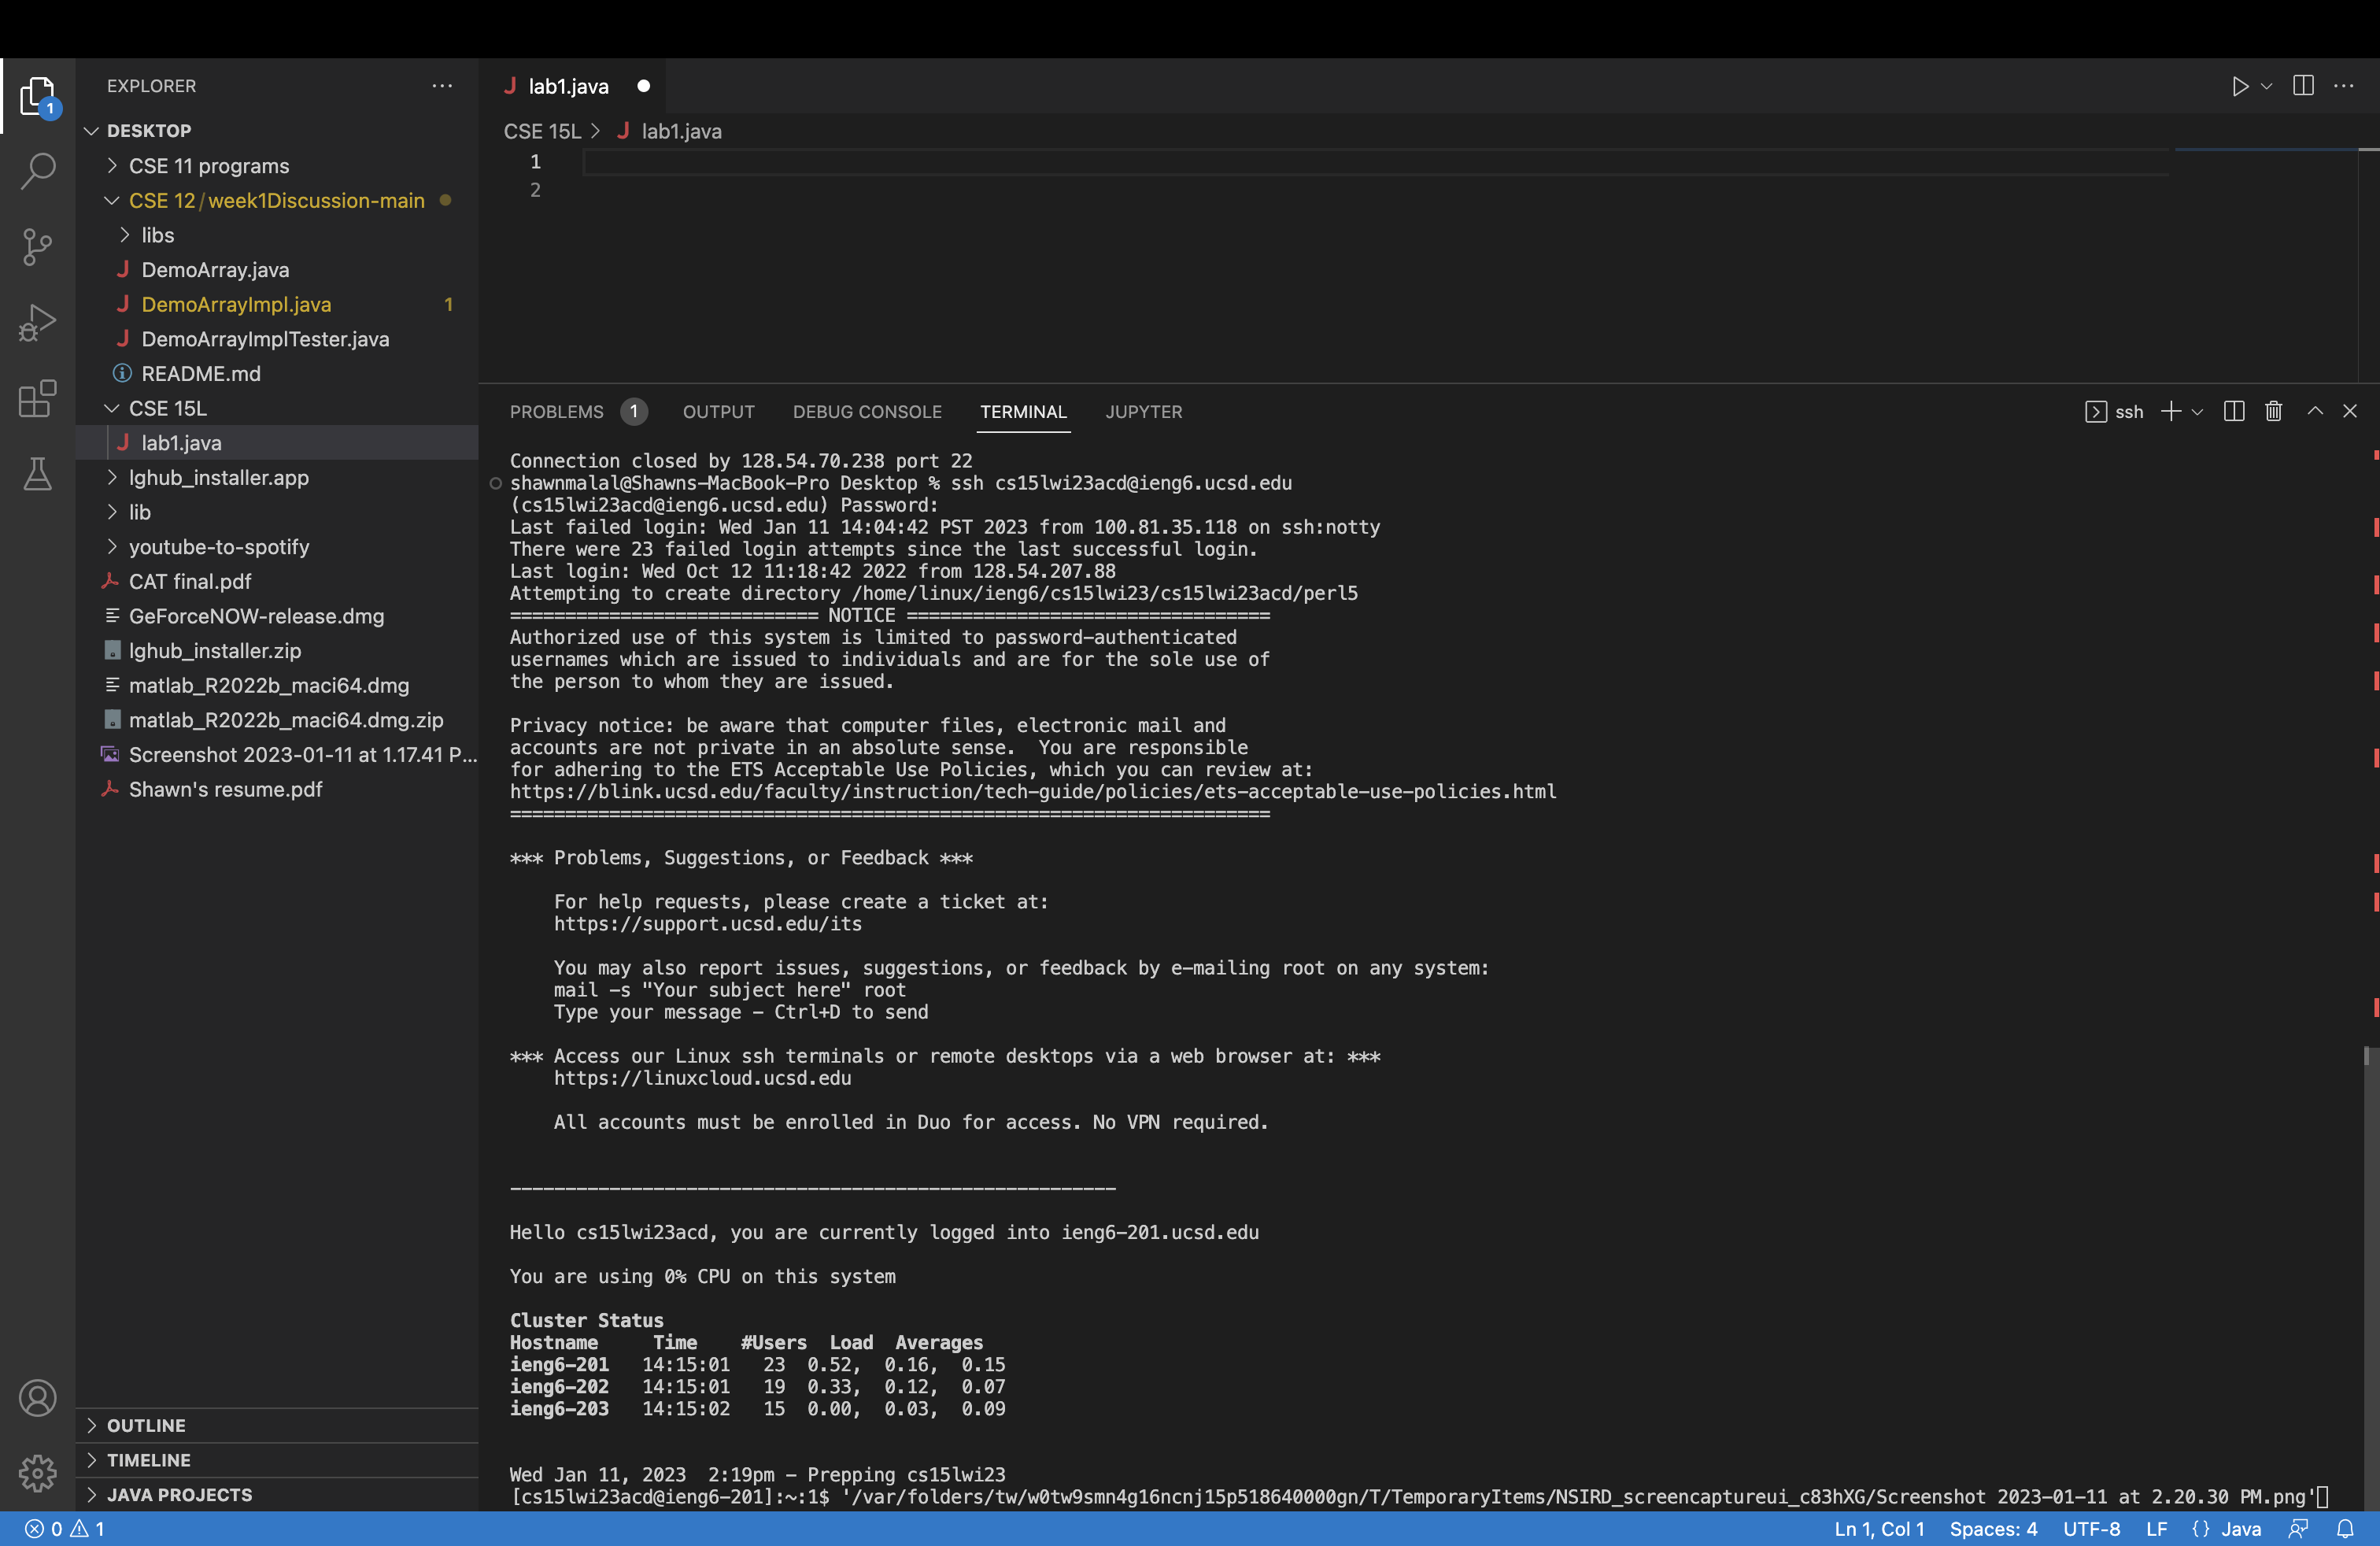 EXPLORER
DESKTOP
CSE 11 programs
CSE 12/week1Discussion-main
libs
DemoArray.java
DemoArrayImpl.java 1
DemoArrayImplTester.java
README.md
CSE 15L
lab1.java
lghub_installer.app
lib
youtube-to-spotify
CAT final.pdf
GeForceNOW-release.dmg
lghub_installer.zip
matlab_R2022b_maci64.dmg
matlab_R2022b_maci64.dmg.zip
Screenshot 2023-01-11 at 1.17.41 P...
Shawn's resume.pdf
OUTLINE
TIMELINE
JAVA PROJECTS
1
J lab1.java
CSE 15L > J lab1.java
1
2
PROBLEMS 1 OUTPUT DEBUG CONSOLE TERMINAL JUPYTER
ssh
Connection closed by 128.54.70.238 port 22
shawnmalal@Shawns-MacBook-Pro Desktop % ssh cs15lwi23acd@ieng6.ucsd.edu
(cs15lwi23acd@ieng6.ucsd.edu) Password:
Last failed login: Wed Jan 11 14:04:42 PST 2023 from 100.81.35.118 on ssh:notty
There were 23 failed login attempts since the last successful login.
Last login: Wed Oct 12 11:18:42 2022 from 128.54.207.88
Attempting to create directory /home/linux/ieng6/cs15lwi23/cs15lwi23acd/perl5
============================ NOTICE =================================
Authorized use of this system is limited to password-authenticated
usernames which are issued to individuals and are for the sole use of
the person to whom they are issued.
Privacy notice: be aware that computer files, electronic mail and
accounts are not private in an absolute sense.  You are responsible
for adhering to the ETS Acceptable Use Policies, which you can review at:
https://blink.ucsd.edu/faculty/instruction/tech-guide/policies/ets-acceptable-use-policies.html
=====================================================================
*** Problems, Suggestions, or Feedback ***
For help requests, please create a ticket at:
https://support.ucsd.edu/its
You may also report issues, suggestions, or feedback by e-mailing root on any system:
mail -s "Your subject here" root
Type your message - Ctrl+D to send
*** Access our Linux ssh terminals or remote desktops via a web browser at: ***
https://linuxcloud.ucsd.edu
All accounts must be enrolled in Duo for access. No VPN required.
-------------------------------------------------------
Hello cs15lwi23acd, you are currently logged into ieng6-201.ucsd.edu
You are using 0% CPU on this system
Cluster Status
Hostname     Time    #Users  Load  Averages
ieng6-201   14:15:01   23  0.52,  0.16,  0.15
ieng6-202   14:15:01   19  0.33,  0.12,  0.07
ieng6-203   14:15:02   15  0.00,  0.03,  0.09
Wed Jan 11, 2023  2:19pm - Prepping cs15lwi23
[cs15lwi23acd@ieng6-201]:~:1$ '/var/folders/tw/w0tw9smn4g16ncnj15p518640000gn/T/TemporaryItems/NSIRD_screencaptureui_c83hXG/Screenshot 2023-01-11 at 2.20.30 PM.png'
0 1 Ln 1, Col 1 Spaces: 4 UTF-8 LF {} Java